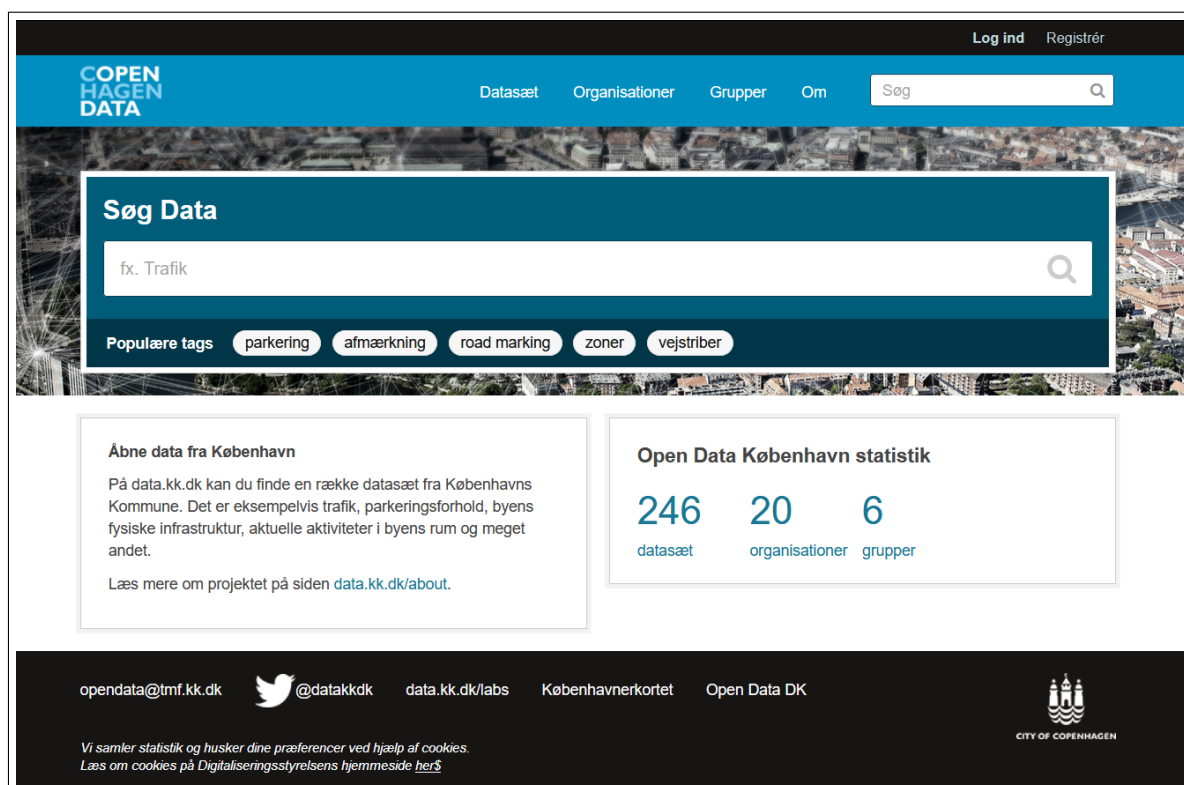 Log ind Registrér
COPEN
HAGEN
DATA
Datasæt Organisationer Grupper Om Søg
Søg Data
fx. Trafik
Populære tags parkering afmærkning road marking zoner vejstriber
Åbne data fra København
På data.kk.dk kan du finde en række datasæt fra Københavns
Kommune. Det er eksempelvis trafik, parkeringsforhold, byens
fysiske infrastruktur, aktuelle aktiviteter i byens rum og meget
andet.
Læs mere om projektet på siden data.kk.dk/about.
Open Data København statistik
246 20 6
datasæt organisationer grupper
opendata@tmf.kk.dk @datakkdk data.kk.dk/labs Københavnerkortet Open Data DK
CITY OF COPENHAGEN
Vi samler statistik og husker dine præferencer ved hjælp af cookies.
Læs om cookies på Digitaliseringsstyrelsens hjemmeside her$